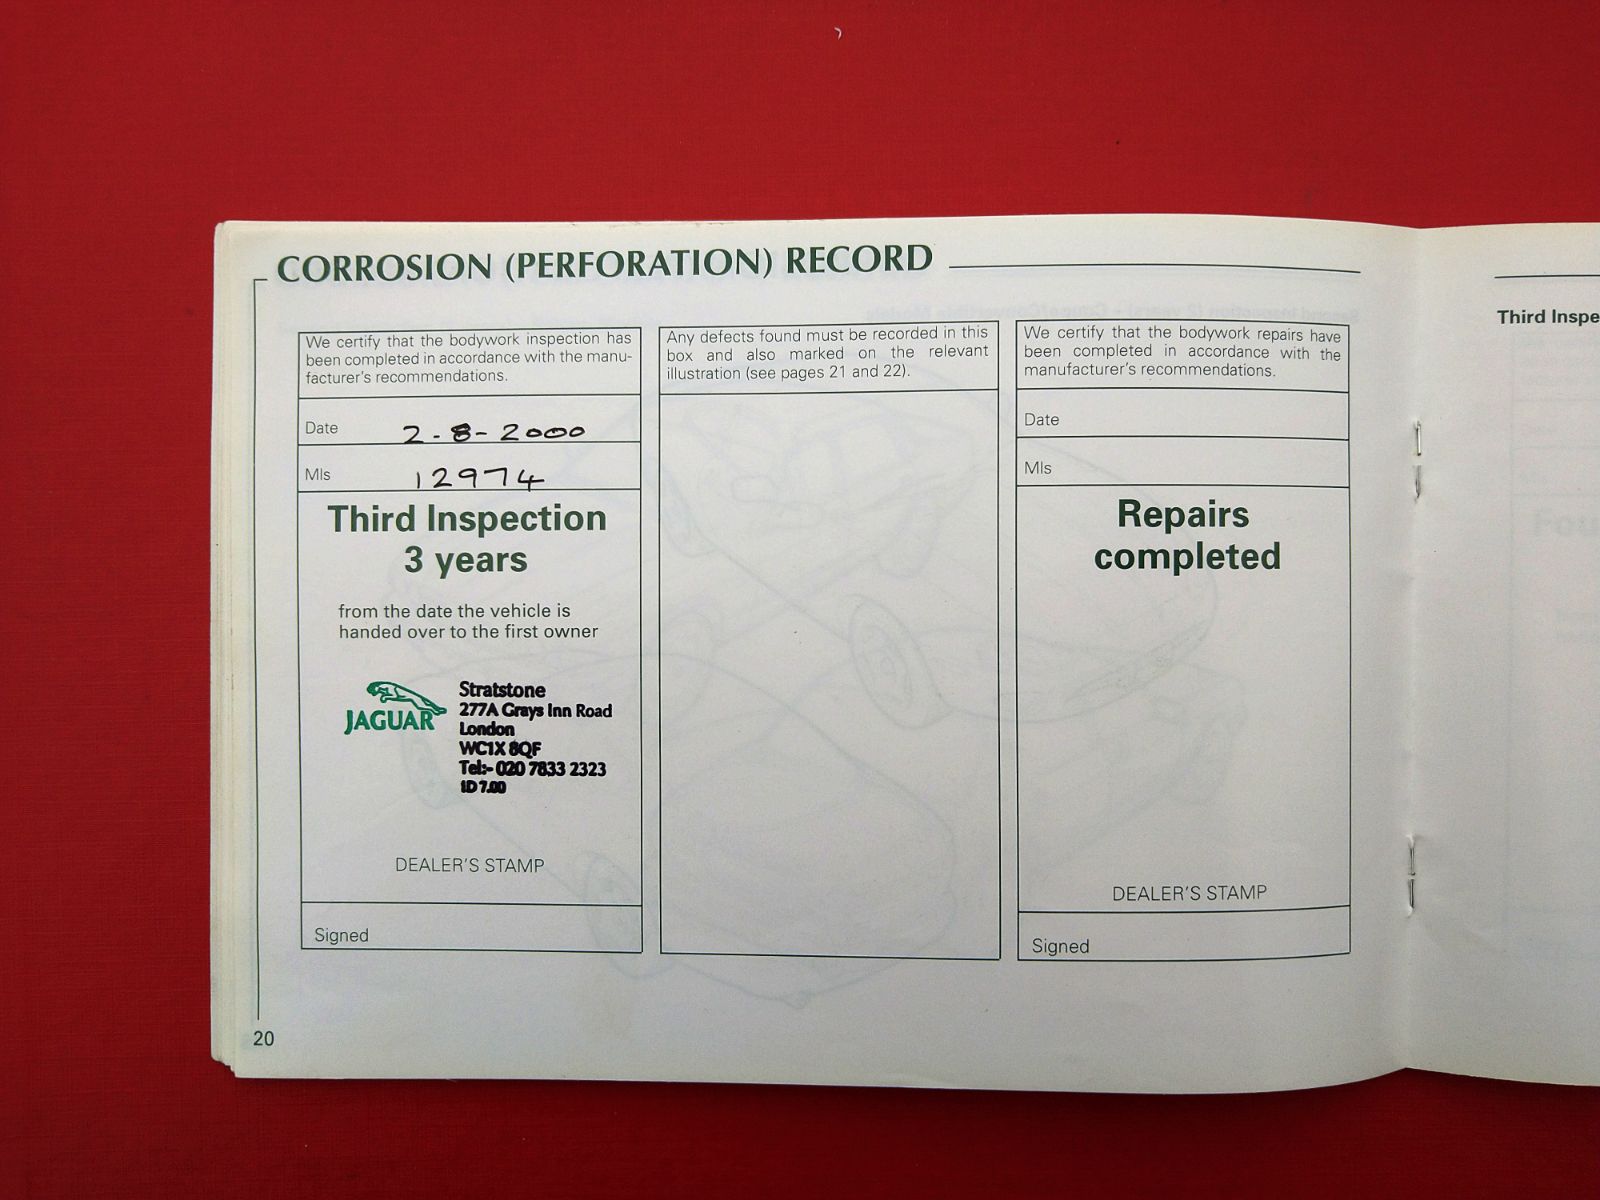 CORROSION (PERFORATION) RECORD
We certify that the bodywork inspection has
been completed in accordance with the manu-
facturer's recommendations.
Date 2-8-2000
Mls 12974
Third Inspection
3 years
from the date the vehicle is
handed over to the first owner
JAGUAR
Stratstone
277A Grays Inn Road
London
WC1X 8QF
Tel:- 020 7833 2323
ID 7.00
DEALER'S STAMP
Signed
Any defects found must be recorded in this
box and also marked on the relevant
illustration (see pages 21 and 22).
We certify that the bodywork repairs have
been completed in accordance with the
manufacturer's recommendations.
Date
Mls
Repairs
completed
DEALER'S STAMP
Signed
20
Third Inspe